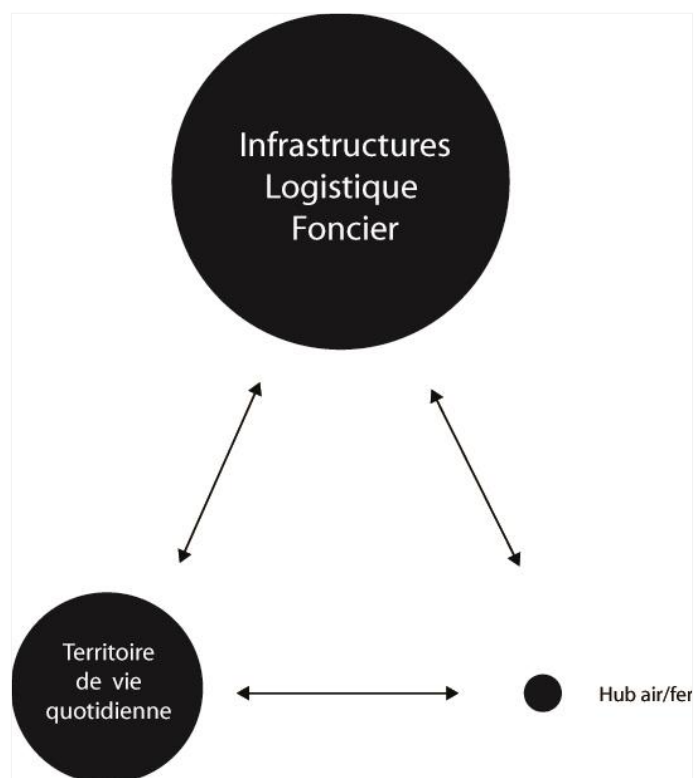 Infrastructures
Logistique
Foncier
Territoire
de vie
quotidienne
Hub air/fer